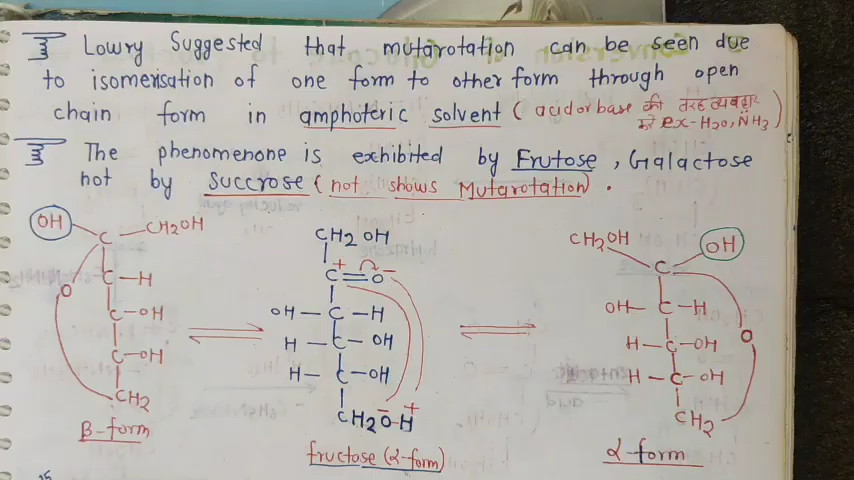 Lowry Suggested that mutarotation can be seen due
to isomerisation of one form to other form through open
chain form in amphoteric solvent (acid or base की तरह व्यवहार
करे ex-H2O, NH3)
The phenomenone is exhibited by Frutose, Galactose
not by Succrose (not shows Mutarotation).
OH C CH2OH
C-H
O
C-OH
C-OH
CH2
β-form
CH2 OH
+ −
C=O
OH-C-H
H-C-OH
H-C-OH
− +
CH2O-H
fructose (α-form)
CH2OH OH
C
OH-C-H
O
H-C-OH
H-C-OH
CH2
α-form